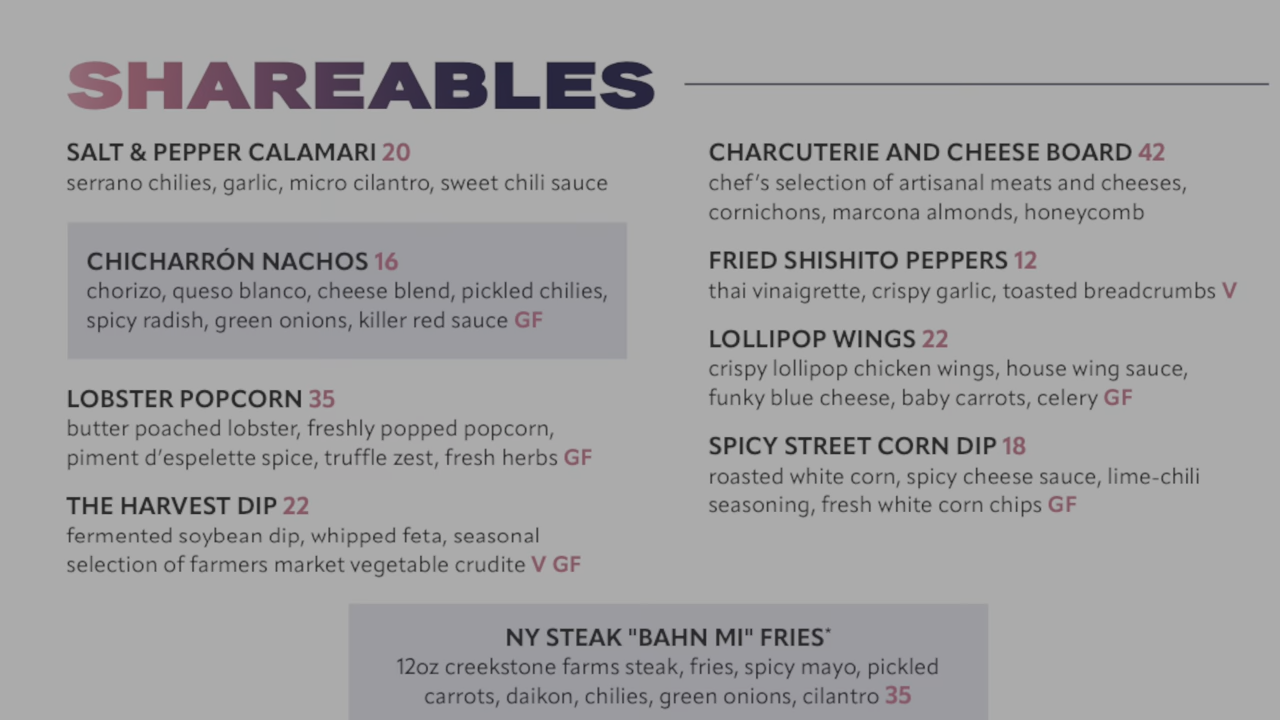 SHAREABLES
SALT & PEPPER CALAMARI 20
serrano chilies, garlic, micro cilantro, sweet chili sauce
CHICHARRÓN NACHOS 16
chorizo, queso blanco, cheese blend, pickled chilies,
spicy radish, green onions, killer red sauce GF
LOBSTER POPCORN 35
butter poached lobster, freshly popped popcorn,
piment d’espelette spice, truffle zest, fresh herbs GF
THE HARVEST DIP 22
fermented soybean dip, whipped feta, seasonal
selection of farmers market vegetable crudite V GF
CHARCUTERIE AND CHEESE BOARD 42
chef’s selection of artisanal meats and cheeses,
cornichons, marcona almonds, honeycomb
FRIED SHISHITO PEPPERS 12
thai vinaigrette, crispy garlic, toasted breadcrumbs V
LOLLIPOP WINGS 22
crispy lollipop chicken wings, house wing sauce,
funky blue cheese, baby carrots, celery GF
SPICY STREET CORN DIP 18
roasted white corn, spicy cheese sauce, lime-chili
seasoning, fresh white corn chips GF
NY STEAK "BAHN MI" FRIES*
12oz creekstone farms steak, fries, spicy mayo, pickled
carrots, daikon, chilies, green onions, cilantro 35